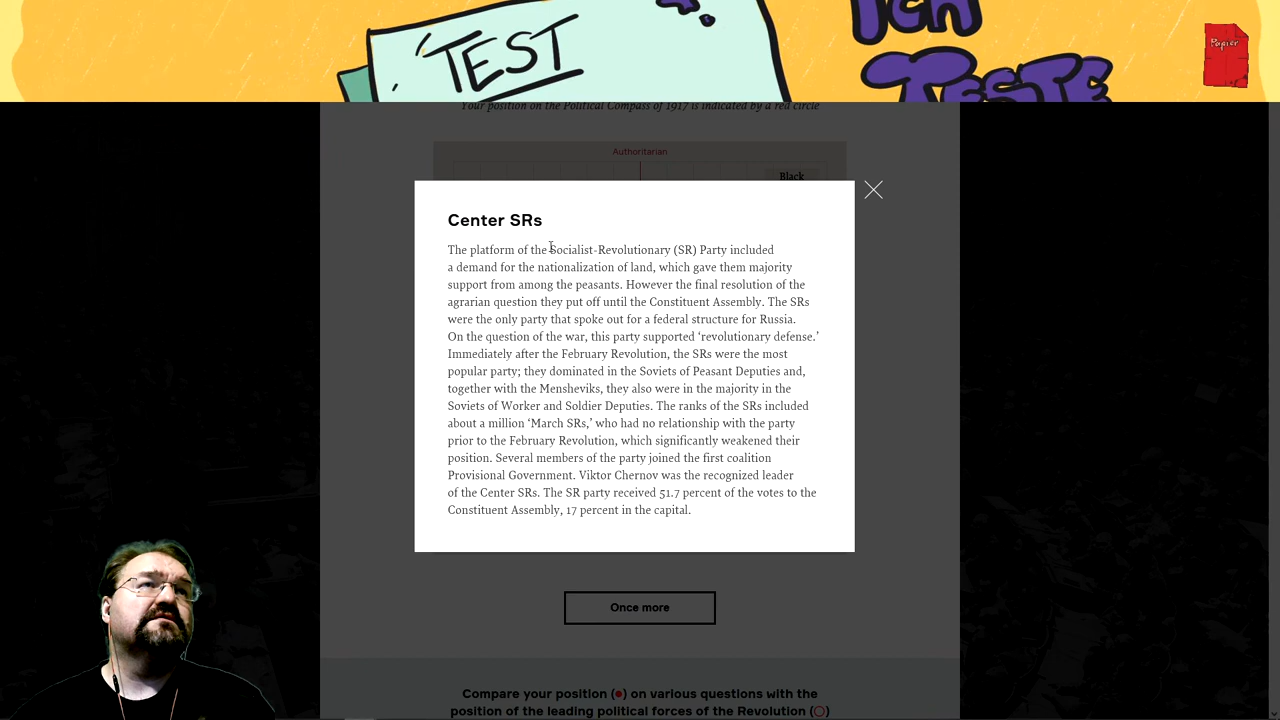 TEST
ICH
TESTE
Papier
Your position on the Political Compass of 1917 is indicated by a red circle
Authoritarian
Black
Center SRs
The platform of the Socialist-Revolutionary (SR) Party included
a demand for the nationalization of land, which gave them majority
support from among the peasants. However the final resolution of the
agrarian question they put off until the Constituent Assembly. The SRs
were the only party that spoke out for a federal structure for Russia.
On the question of the war, this party supported ‘revolutionary defense.’
Immediately after the February Revolution, the SRs were the most
popular party; they dominated in the Soviets of Peasant Deputies and,
together with the Mensheviks, they also were in the majority in the
Soviets of Worker and Soldier Deputies. The ranks of the SRs included
about a million ‘March SRs,’ who had no relationship with the party
prior to the February Revolution, which significantly weakened their
position. Several members of the party joined the first coalition
Provisional Government. Viktor Chernov was the recognized leader
of the Center SRs. The SR party received 51.7 percent of the votes to the
Constituent Assembly, 17 percent in the capital.
Once more
Compare your position (●) on various questions with the
position of the leading political forces of the Revolution (○)